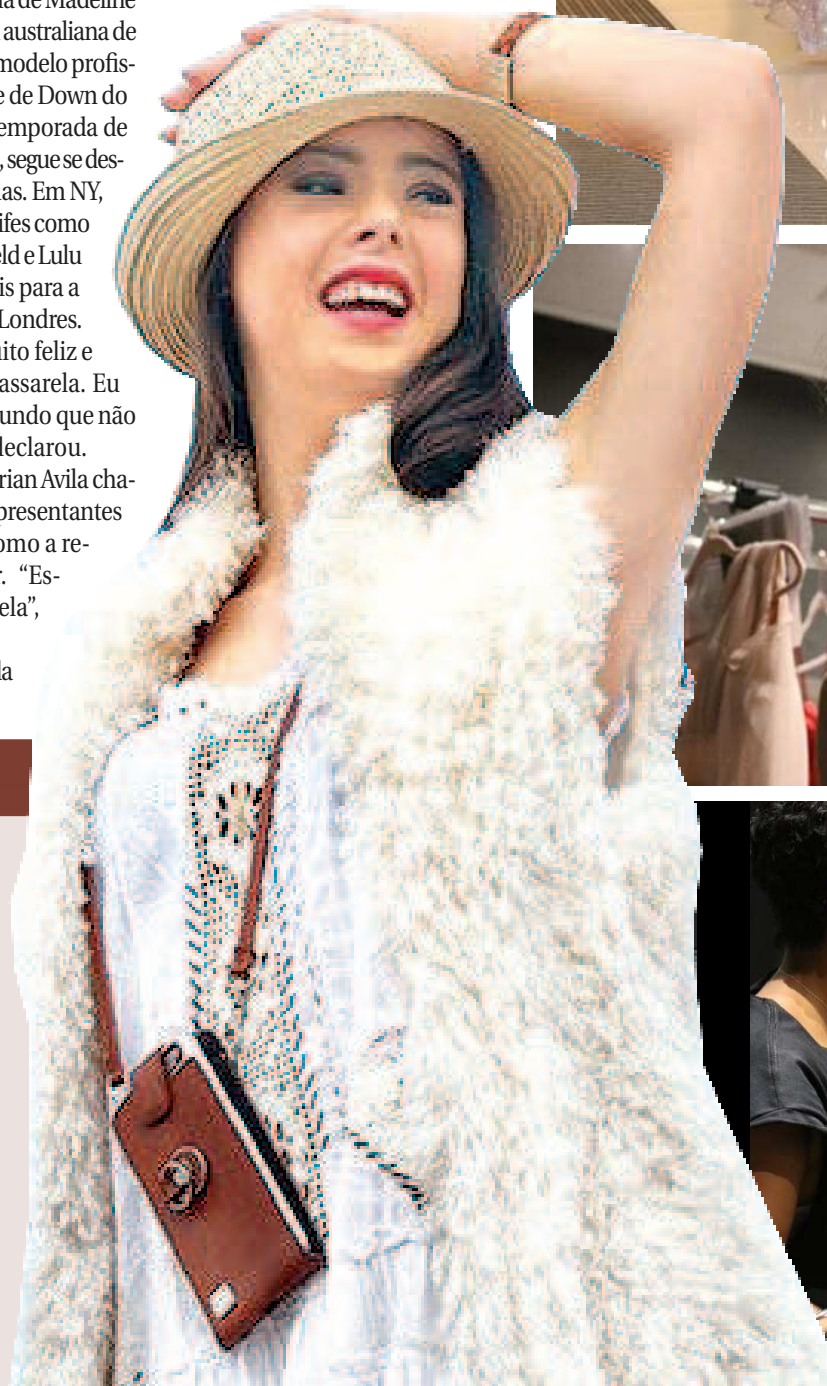 a de Madeline
australiana de
modelo profis-
e de Down do
emporada de
, segue se des-
as. Em NY,
ifes como
eld e Lulu
is para a
Londres.
uito feliz e
assarela. Eu
undo que não
declarou.
rian Avila cha-
presentantes
omo a re-
r. “Es-
ela”,
la